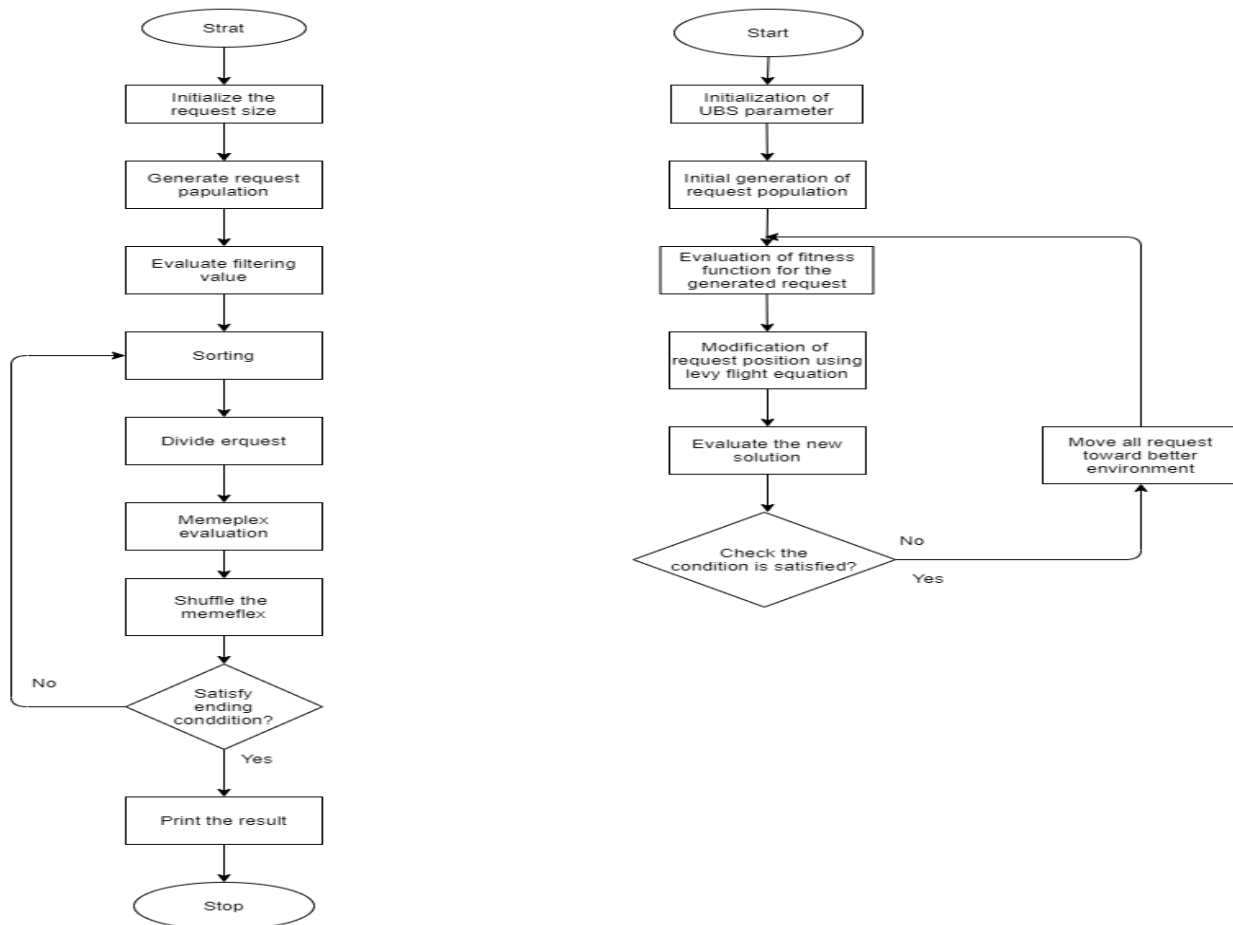 Strat
Initialize the
request size
Generate request
papulation
Evaluate filtering
value
Sorting
Divide erquest
Memeplex
evaluation
Shuffle the
memeflex
No
Satisfy
ending
conddition?
Yes
Print the result
Stop
Start
Initialization of
UBS parameter
Initial generation of
request population
Evaluation of fitness
function for the
generated request
Modification of
request position using
levy flight equation
Evaluate the new
solution
Check the
condition is satisfied?
No
Yes
Move all request
toward better
environment